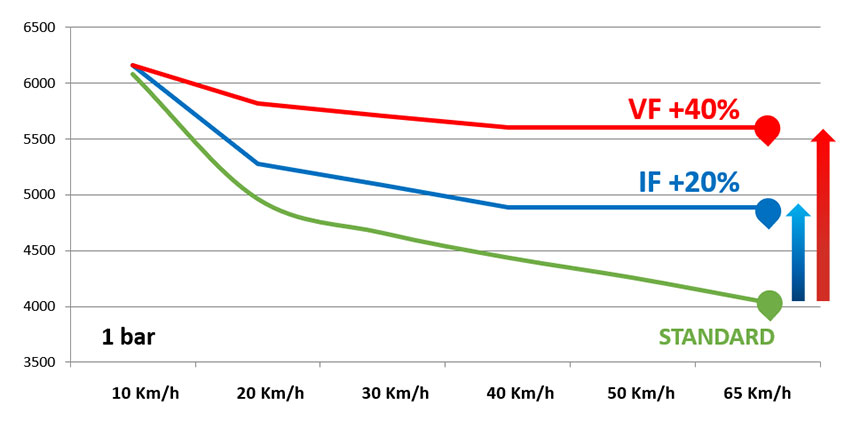 6500
6000
5500
5000
4500
4000
3500
VF +40%
IF +20%
STANDARD
1 bar
10 Km/h
20 Km/h
30 Km/h
40 Km/h
50 Km/h
65 Km/h